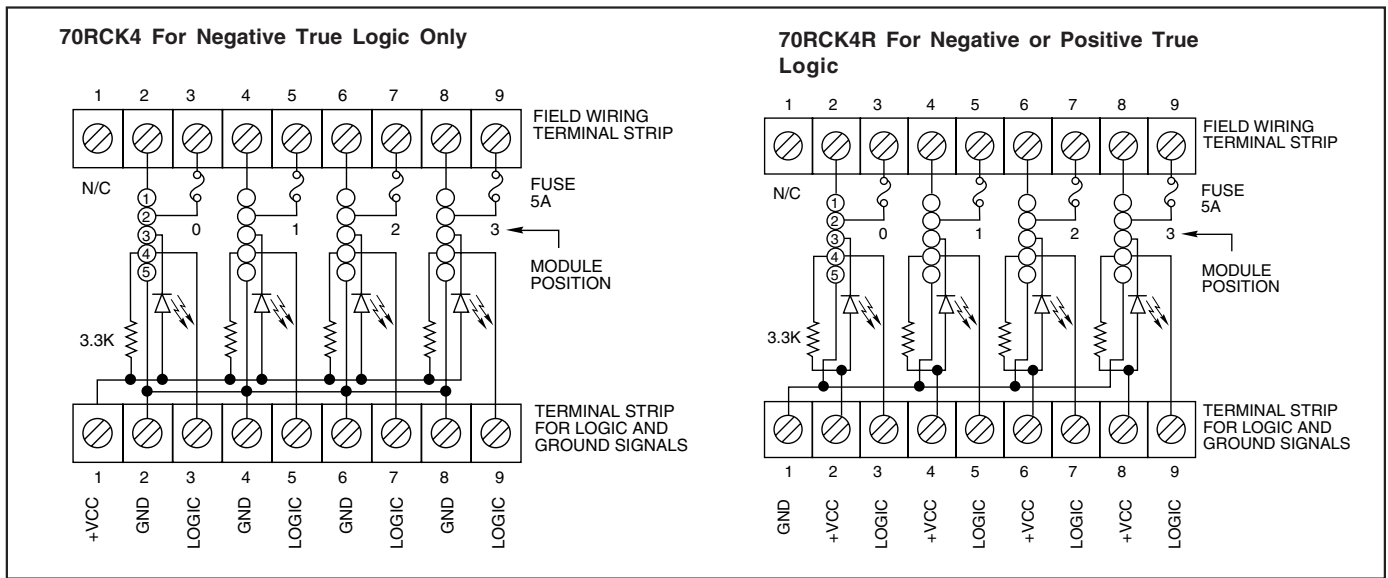 70RCK4 For Negative True Logic Only
1 2 3 4 5 6 7 8 9
FIELD WIRING
TERMINAL STRIP
N/C
FUSE
5A
1
2
3
4
5
0 1 2 3
MODULE
POSITION
3.3K
TERMINAL STRIP
FOR LOGIC AND
GROUND SIGNALS
1 2 3 4 5 6 7 8 9
+VCC GND LOGIC GND LOGIC GND LOGIC GND LOGIC
70RCK4R For Negative or Positive True
Logic
1 2 3 4 5 6 7 8 9
FIELD WIRING
TERMINAL STRIP
N/C
FUSE
5A
1
2
3
4
5
0 1 2 3
MODULE
POSITION
3.3K
TERMINAL STRIP
FOR LOGIC AND
GROUND SIGNALS
1 2 3 4 5 6 7 8 9
GND +VCC LOGIC +VCC LOGIC +VCC LOGIC +VCC LOGIC